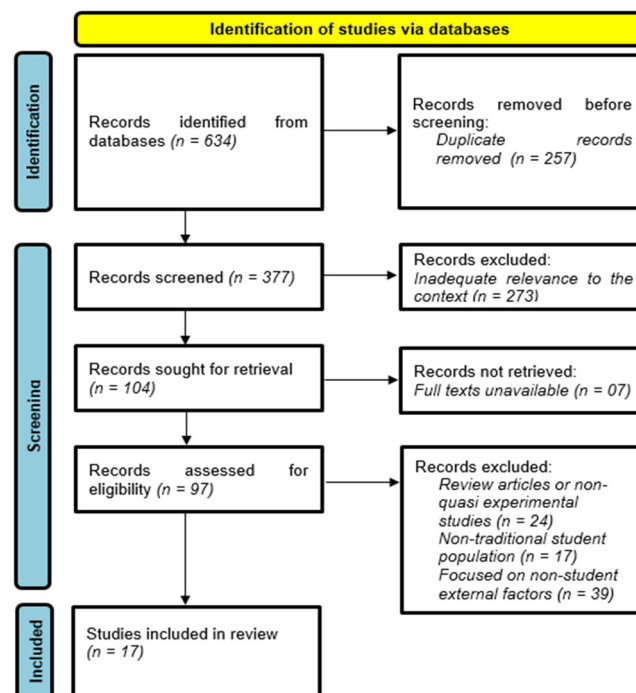 Identification of studies via databases
Identification
Records identified from
databases (n = 634)
Records removed before
screening:
Duplicate records
removed (n = 257)
Screening
Records screened (n = 377)
Records excluded:
Inadequate relevance to the
context (n = 273)
Records sought for retrieval
(n = 104)
Records not retrieved:
Full texts unavailable (n = 07)
Records assessed for
eligibility (n = 97)
Records excluded:
Review articles or non-
quasi experimental
studies (n = 24)
Non-traditional student
population (n = 17)
Focused on non-student
external factors (n = 39)
Included
Studies included in review
(n = 17)